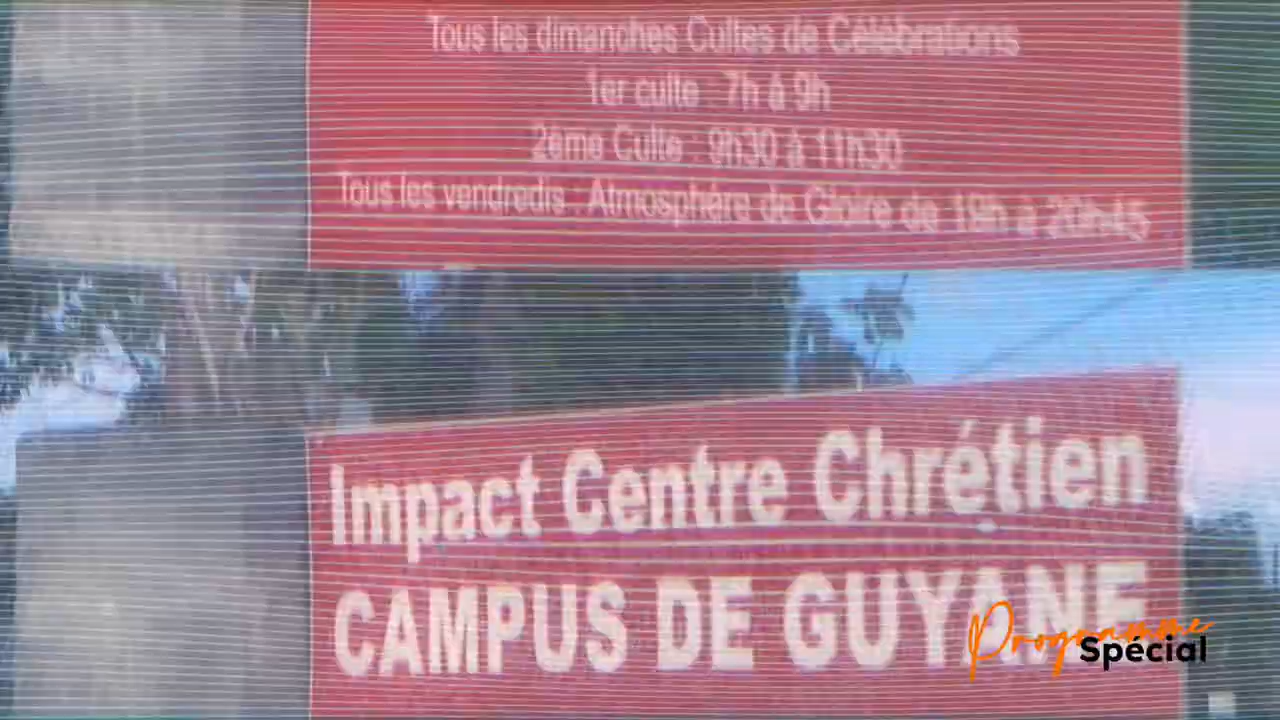 Tous les dimanches Cultes de Célébrations
1er culte : 7h à 9h
2ème Culte : 9h30 à 11h30
Tous les vendredis : Atmosphère de Gloire de 19h à 20h45
Impact Centre Chrétien
CAMPUS DE GUYANE
Programme
Spécial